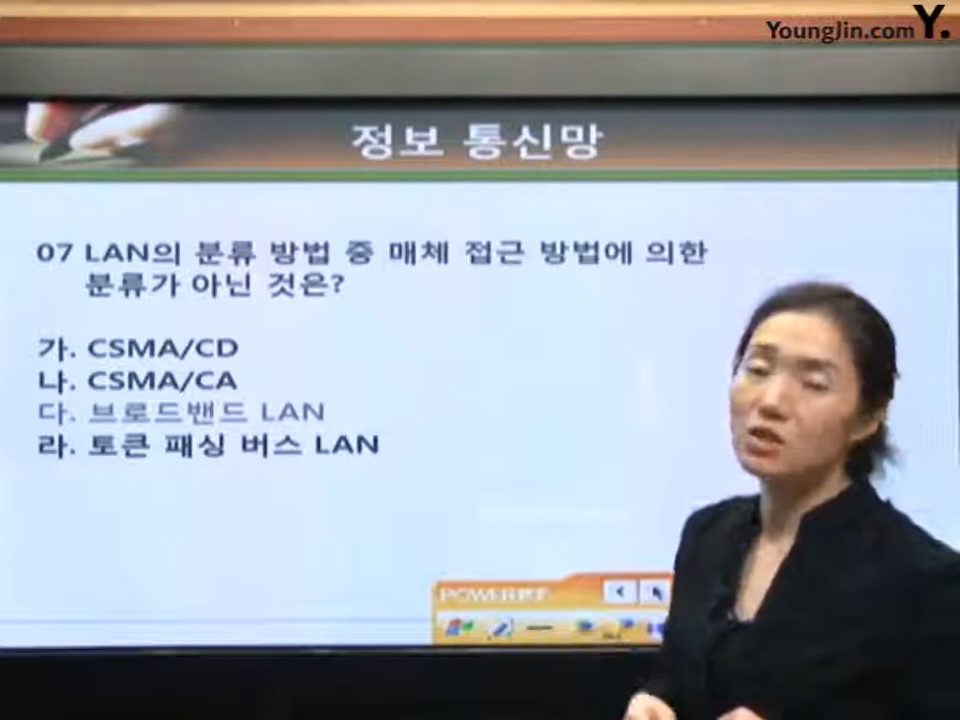 YoungJin.com Y.
정보 통신망
07 LAN의 분류 방법 중 매체 접근 방법에 의한
분류가 아닌 것은?
가. CSMA/CD
나. CSMA/CA
다. 브로드밴드 LAN
라. 토큰 패싱 버스 LAN